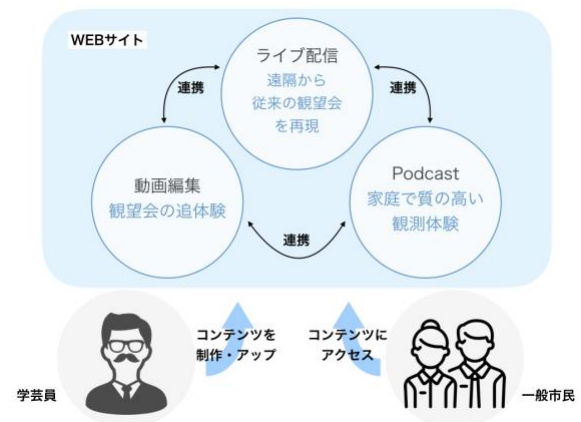 WEBサイト
ライブ配信
遠隔から
従来の観望会
を再現
連携
連携
動画編集
観望会の追体験
Podcast
家庭で質の高い
観測体験
連携
コンテンツを
制作・アップ
コンテンツに
アクセス
学芸員
一般市民